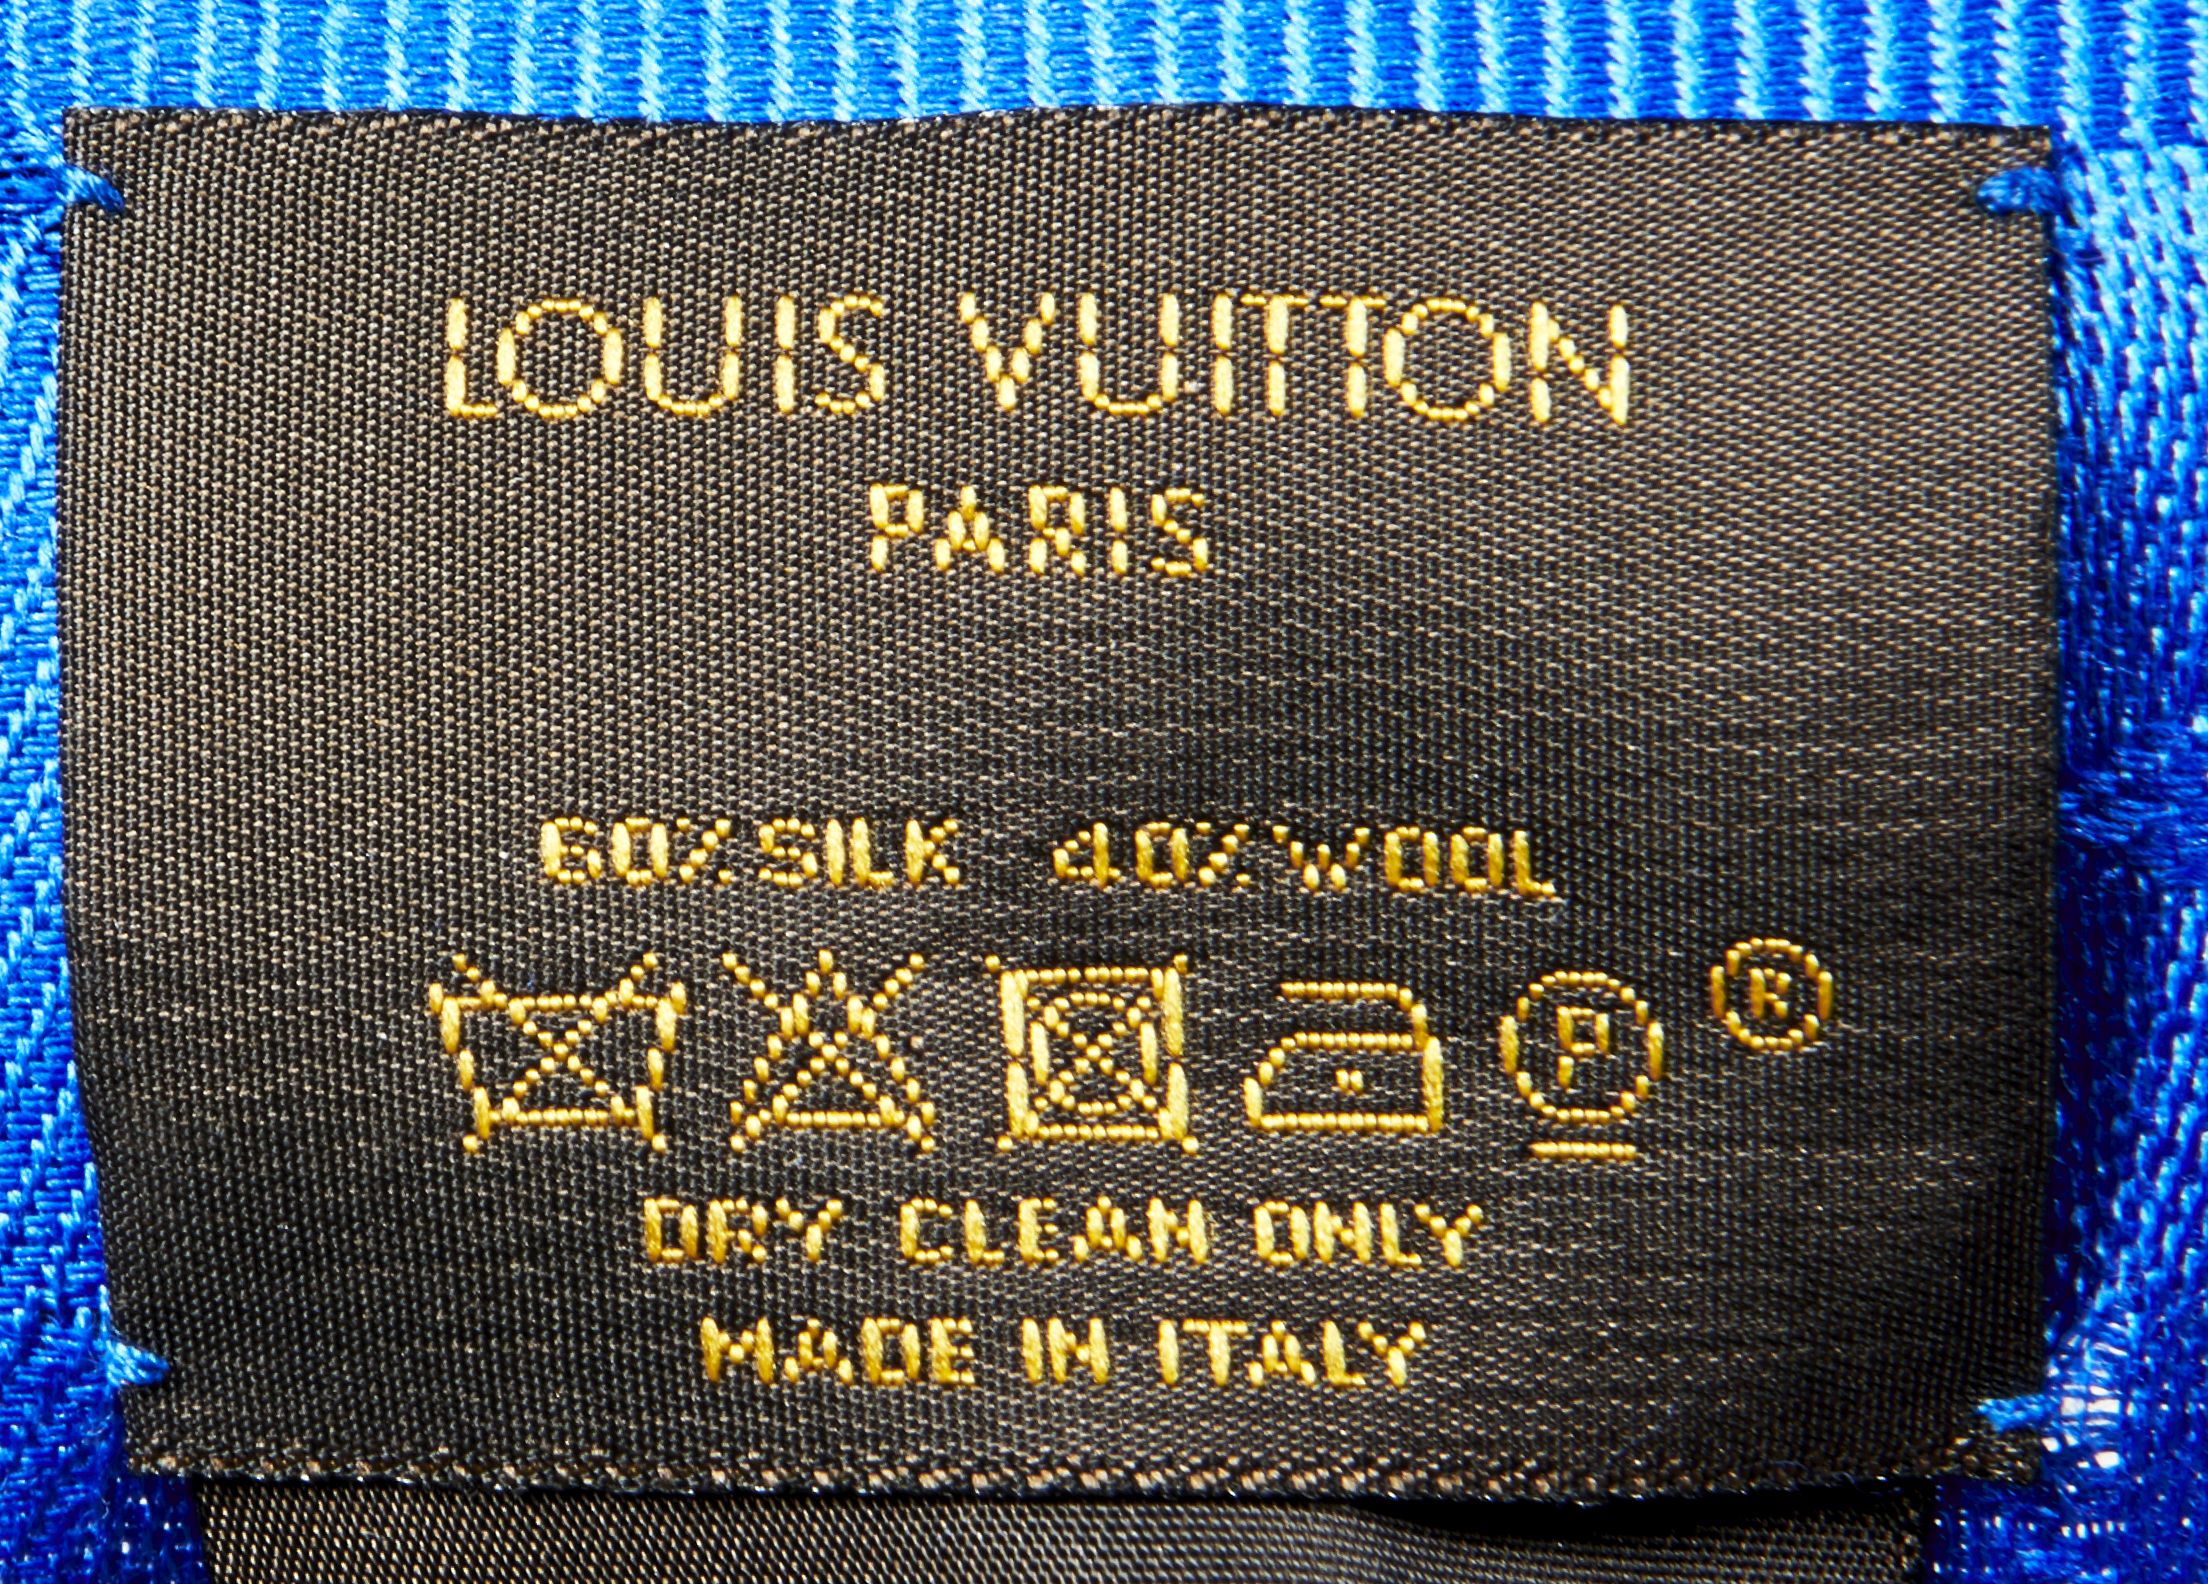 LOUIS VUITTON
PARIS
60% SILK 40% WOOL
P ®
DRY CLEAN ONLY
MADE IN ITALY